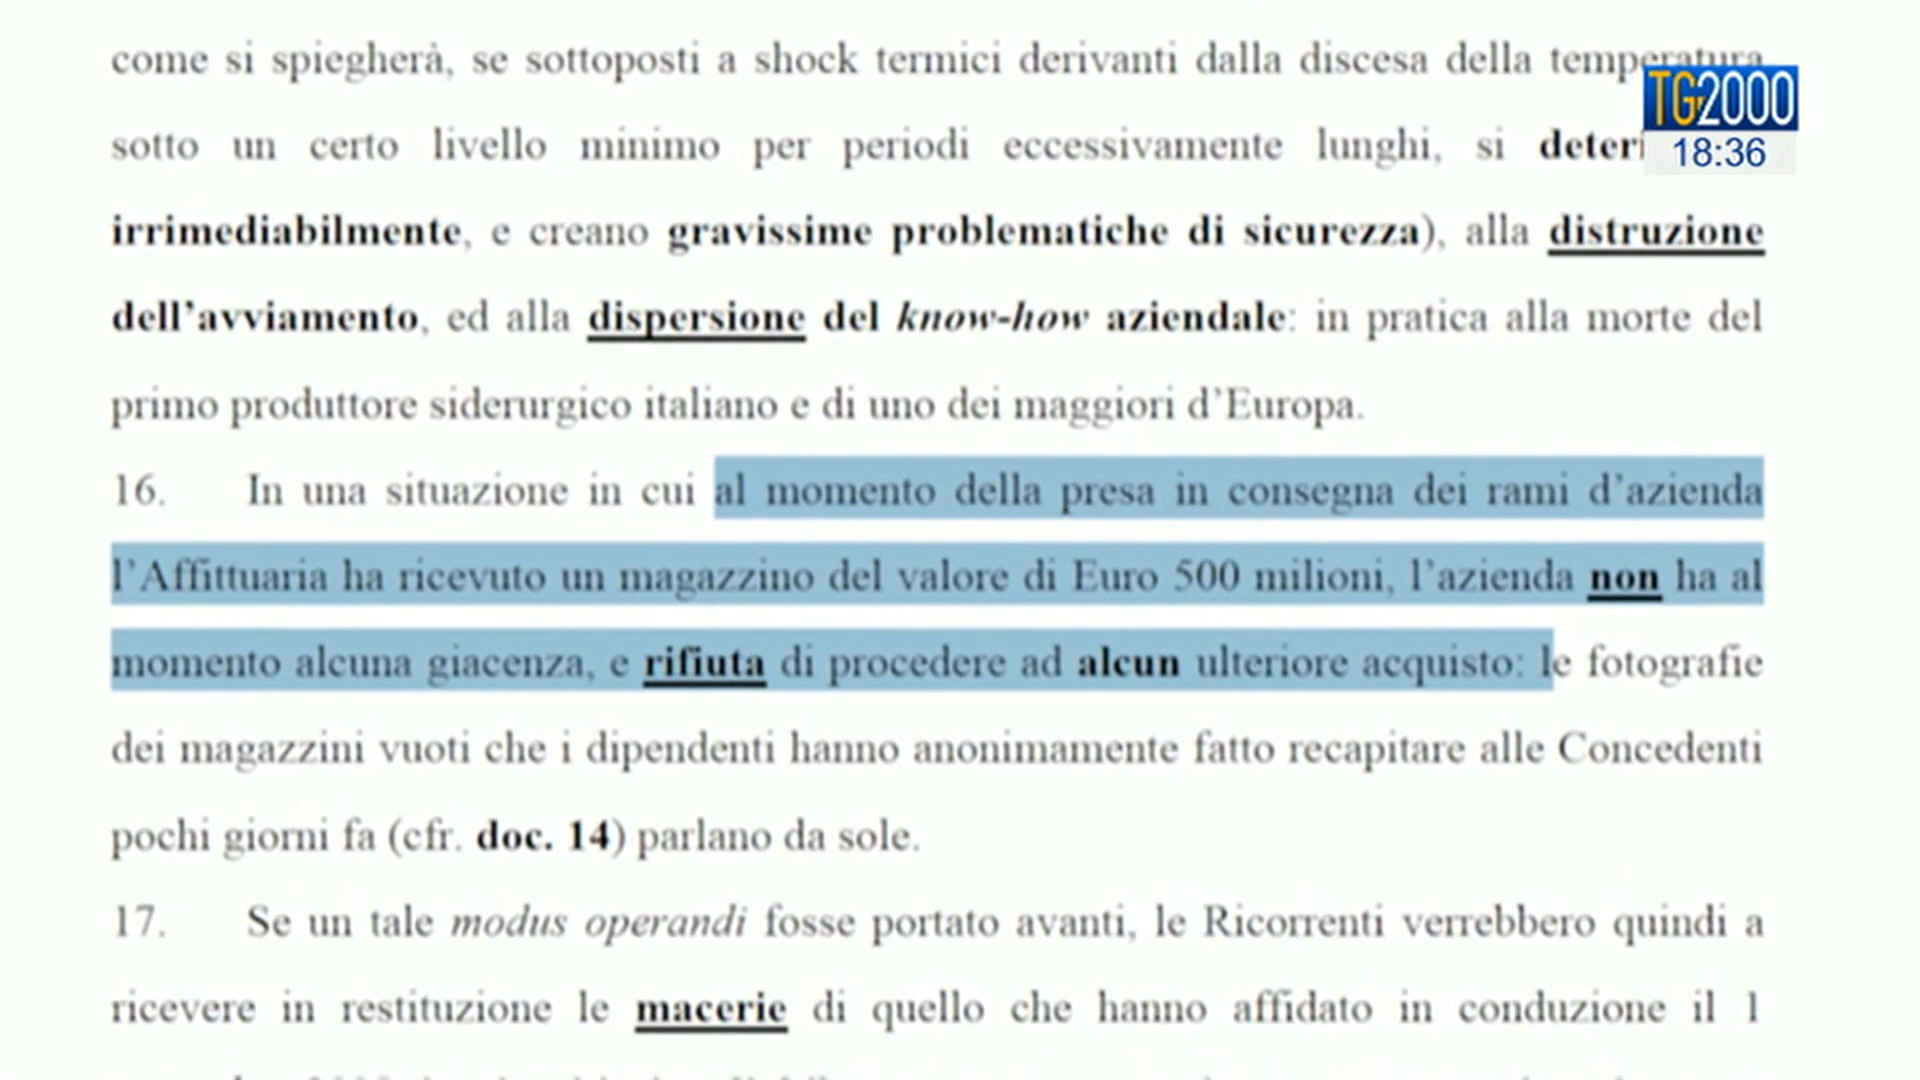 come si spiegherà, se sottoposti a shock termici derivanti dalla discesa della temperatura
TG2000
sotto un certo livello minimo per periodi eccessivamente lunghi, si
18:36
irrimediabilmente, e creano gravissime problematiche di sicurezza), alla distruzione
dell’avviamento, ed alla dispersione del know-how aziendale: in pratica alla morte del
primo produttore siderurgico italiano e di uno dei maggiori d’Europa.
16. In una situazione in cui al momento della presa in consegna dei rami d’azienda
l’Affittuaria ha ricevuto un magazzino del valore di Euro 500 milioni, l’azienda non ha al
momento alcuna giacenza, e rifiuta di procedere ad alcun ulteriore acquisto: le fotografie
dei magazzini vuoti che i dipendenti hanno anonimamente fatto recapitare alle Concedenti
pochi giorni fa (cfr. doc. 14) parlano da sole.
17. Se un tale modus operandi fosse portato avanti, le Ricorrenti verrebbero quindi a
ricevere in restituzione le macerie di quello che hanno affidato in conduzione il 1